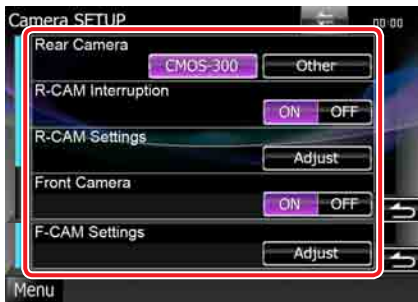 Camera SETUP 00:00
Rear Camera
CMOS-300 Other
R-CAM Interruption
ON OFF
R-CAM Settings
Adjust
Front Camera
ON OFF
F-CAM Settings
Adjust
Menu